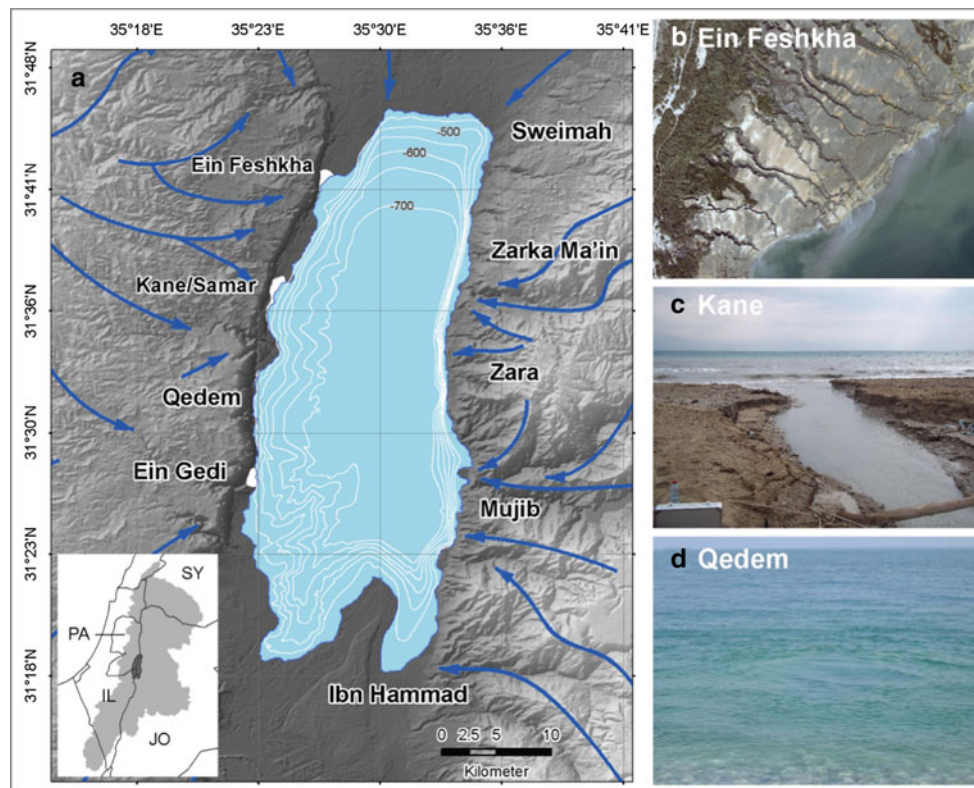 35°18'E
35°23'E
35°30'E
35°36'E
35°41'E
31°48'N
31°41'N
31°36'N
31°30'N
31°23'N
31°18'N
a
-500
-600
-700
Sweimah
Ein Feshkha
Zarka Ma'in
Kane/Samar
Zara
Qedem
Ein Gedi
Mujib
Ibn Hammad
SY
PA
IL
JO
0 2.5 5 10
Kilometer
b Ein Feshkha
c Kane
d Qedem